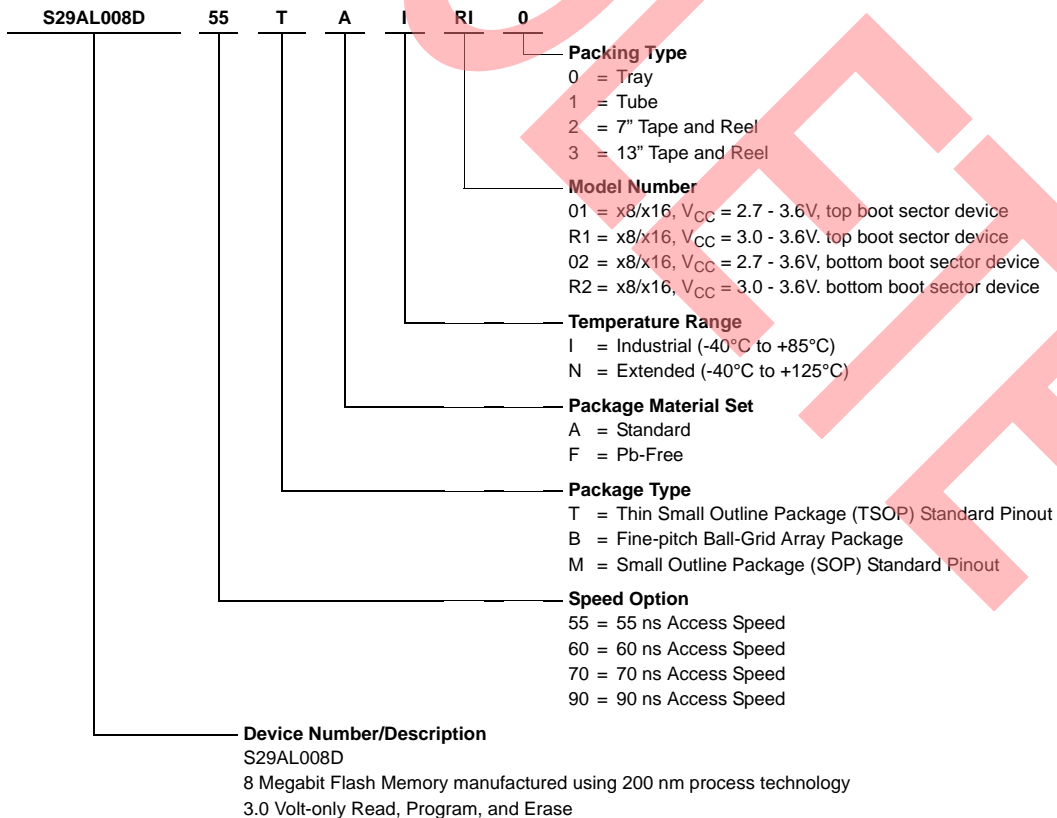 S29AL008D 55 T A I RI 0
Packing Type
0 = Tray
1 = Tube
2 = 7" Tape and Reel
3 = 13" Tape and Reel
Model Number
01 = x8/x16, VCC = 2.7 - 3.6V, top boot sector device
R1 = x8/x16, VCC = 3.0 - 3.6V. top boot sector device
02 = x8/x16, VCC = 2.7 - 3.6V, bottom boot sector device
R2 = x8/x16, VCC = 3.0 - 3.6V. bottom boot sector device
Temperature Range
I = Industrial (-40°C to +85°C)
N = Extended (-40°C to +125°C)
Package Material Set
A = Standard
F = Pb-Free
Package Type
T = Thin Small Outline Package (TSOP) Standard Pinout
B = Fine-pitch Ball-Grid Array Package
M = Small Outline Package (SOP) Standard Pinout
Speed Option
55 = 55 ns Access Speed
60 = 60 ns Access Speed
70 = 70 ns Access Speed
90 = 90 ns Access Speed
Device Number/Description
S29AL008D
8 Megabit Flash Memory manufactured using 200 nm process technology
3.0 Volt-only Read, Program, and Erase